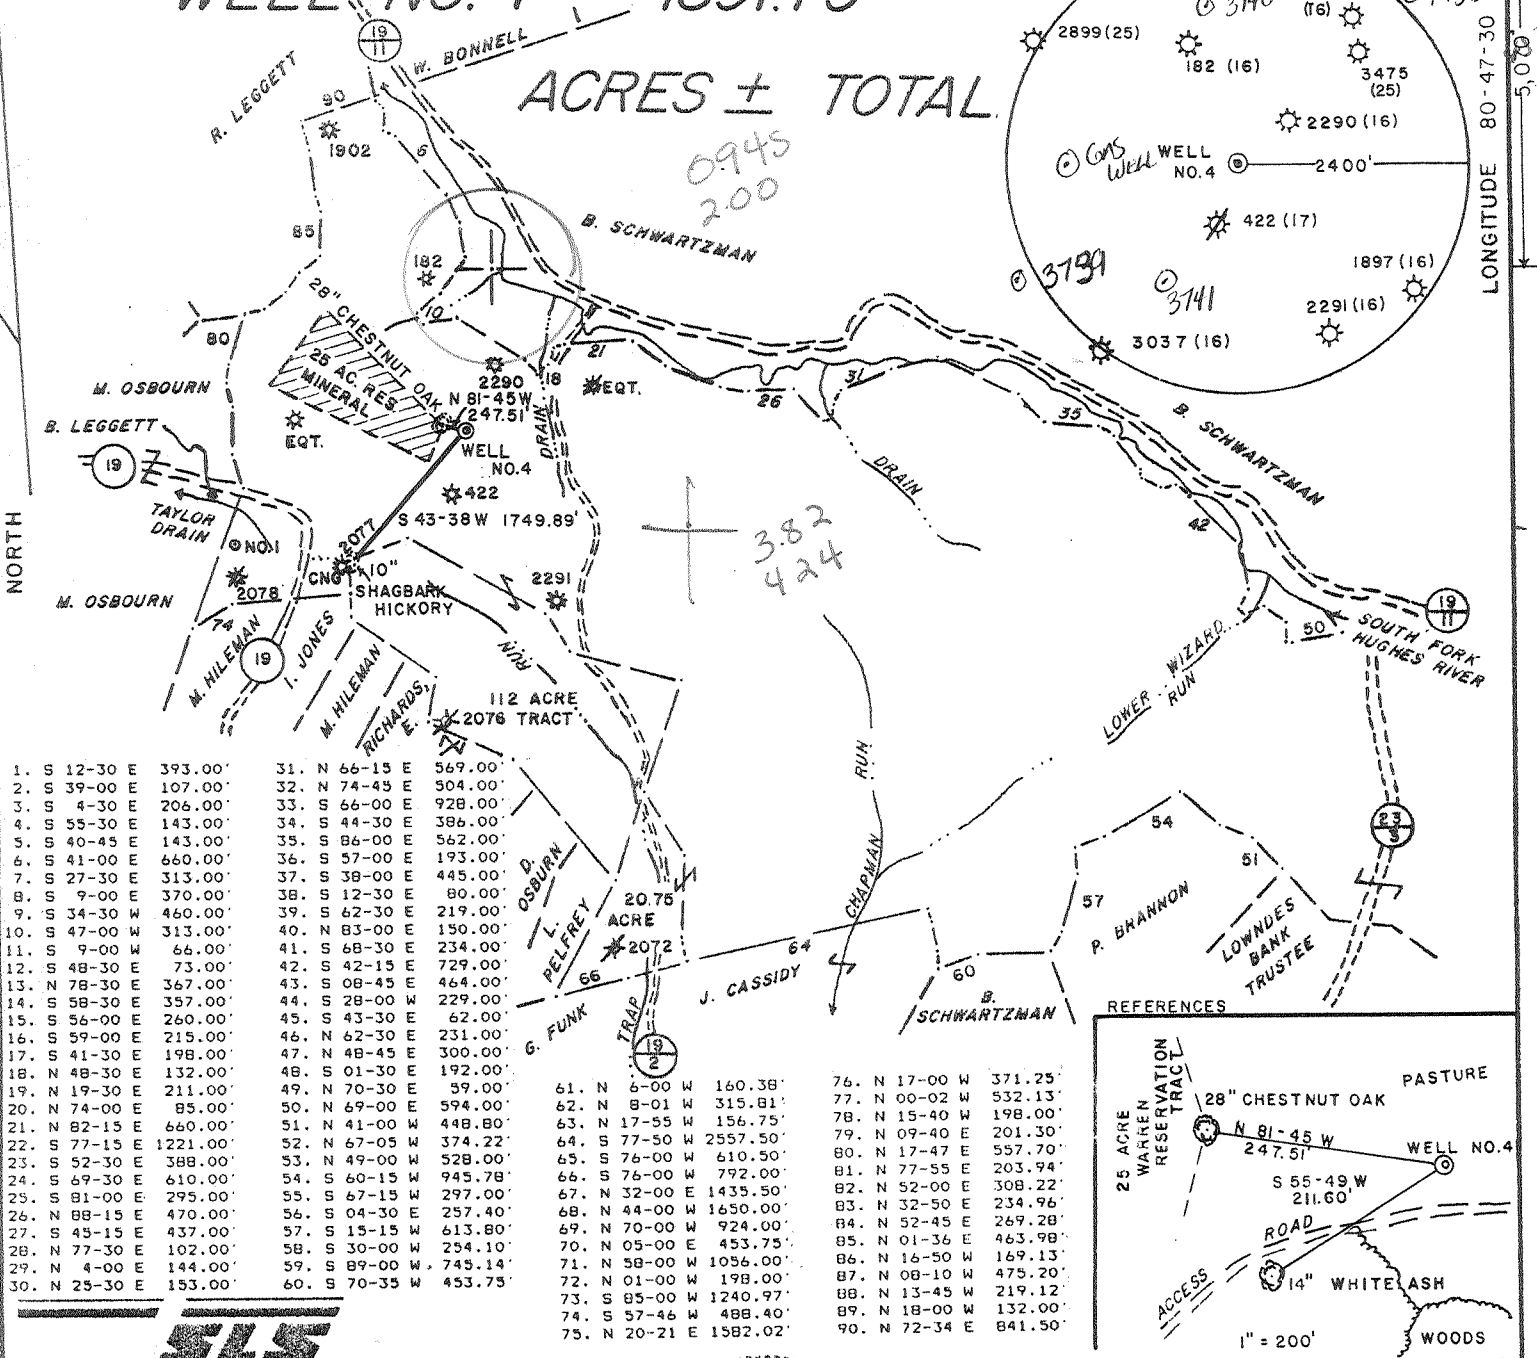 ACRES ± TOTAL
0.945
200
R. LEGGETT
W. BONNELL
19
11
90
1902
6
85
182
10
B. SCHWARTZMAN
2899 (25)
182 (16)
(16)
3475
(25)
2290 (16)
GAS WELL
WELL NO. 4
2400'
422 (17)
3739
3741
1897 (16)
2291 (16)
3037 (16)
LONGITUDE 80-47-30
5,070
NORTH
80
28" CHESTNUT OAK
25 AC. RES.
MINERAL
M. OSBOURN
B. LEGGETT
EQT.
2290
N 81-45 W
247.51'
18
21
EQT.
DRAIN
26
31
35
B. SCHWARTZMAN
WELL
NO. 4
422
S 43-38 W 1749.89'
19
TAYLOR
DRAIN
NO. 1
2077
CNG
10"
SHAGBARK
HICKORY
2078
M. OSBOURN
74
M. HILEMAN
19
I. JONES
M. HILEMAN
RICHARDS, E.
RUN
2291
DRAIN
3.82
424
42
50
19
11
SOUTH FORK
HUGHES RIVER
LOWER WIZARD
RUN
112 ACRE
2076 TRACT
CHAPMAN RUN
23
3
54
51
57
P. BRANNON
LOWNDES
BANK
TRUSTEE
D. OSBURN
L. PELFREY
20.75
ACRE
2072
66
64
60
J. CASSIDY
G. FUNK
TRAP
19
2
B.
SCHWARTZMAN
1. S 12-30 E 393.00'
2. S 39-00 E 107.00'
3. S 4-30 E 206.00'
4. S 55-30 E 143.00'
5. S 40-45 E 143.00'
6. S 41-00 E 660.00'
7. S 27-30 E 313.00'
8. S 9-00 E 370.00'
9. S 34-30 W 460.00'
10. S 47-00 W 313.00'
11. S 9-00 W 66.00'
12. S 48-30 E 73.00'
13. N 78-30 E 367.00'
14. S 58-30 E 357.00'
15. S 56-00 E 260.00'
16. S 59-00 E 215.00'
17. S 41-30 E 198.00'
18. N 48-30 E 132.00'
19. N 19-30 E 211.00'
20. N 74-00 E 85.00'
21. N 82-15 E 660.00'
22. S 77-15 E 1221.00'
23. S 52-30 E 388.00'
24. S 69-30 E 610.00'
25. S 81-00 E 295.00'
26. N 88-15 E 470.00'
27. S 45-15 E 437.00'
28. N 77-30 E 102.00'
29. N 4-00 E 144.00'
30. N 25-30 E 153.00'
31. N 66-15 E 569.00'
32. N 74-45 E 504.00'
33. S 66-00 E 928.00'
34. S 44-30 E 386.00'
35. S 86-00 E 562.00'
36. S 57-00 E 193.00'
37. S 38-00 E 445.00'
38. S 12-30 E 80.00'
39. S 62-30 E 219.00'
40. N 83-00 E 150.00'
41. S 68-30 E 234.00'
42. S 42-15 E 729.00'
43. S 08-45 E 464.00'
44. S 28-00 W 229.00'
45. S 43-30 E 62.00'
46. N 62-30 E 231.00'
47. N 48-45 E 300.00'
48. S 01-30 E 192.00'
49. N 70-30 E 59.00'
50. N 69-00 E 594.00'
51. N 41-00 W 448.80'
52. N 67-05 W 374.22'
53. N 49-00 W 528.00'
54. S 60-15 W 945.78'
55. S 67-15 W 297.00'
56. S 04-30 E 257.40'
57. S 15-15 W 613.80'
58. S 30-00 W 254.10'
59. S 89-00 W 745.14'
60. S 70-35 W 453.75'
61. N 6-00 W 160.38'
62. N 8-01 W 315.81'
63. N 17-55 W 156.75'
64. S 77-50 W 2557.50'
65. S 76-00 W 610.50'
66. S 76-00 W 792.00'
67. N 32-00 E 1435.50'
68. N 44-00 W 1650.00'
69. N 70-00 W 924.00'
70. N 05-00 E 453.75'
71. N 58-00 W 1056.00'
72. N 01-00 W 198.00'
73. S 85-00 W 1240.97'
74. S 57-46 W 488.40'
75. N 20-21 E 1582.02'
76. N 17-00 W 371.25'
77. N 00-02 W 532.13'
78. N 15-40 W 198.00'
79. N 09-40 E 201.30'
80. N 17-47 E 557.70'
81. N 77-55 E 203.94'
82. N 52-00 E 308.22'
83. N 32-50 E 234.96'
84. N 52-45 E 269.28'
85. N 01-36 E 463.98'
86. N 16-50 W 169.13'
87. N 08-10 W 475.20'
88. N 13-45 W 219.12'
89. N 18-00 W 132.00'
90. N 72-34 E 841.50'
REFERENCES
25 ACRE
WARREN
RESERVATION
TRACT
PASTURE
28" CHESTNUT OAK
N 81-45 W
247.51'
WELL NO. 4
S 55-49 W
211.60'
ACCESS ROAD
14" WHITE ASH
1" = 200'
WOODS
SLS